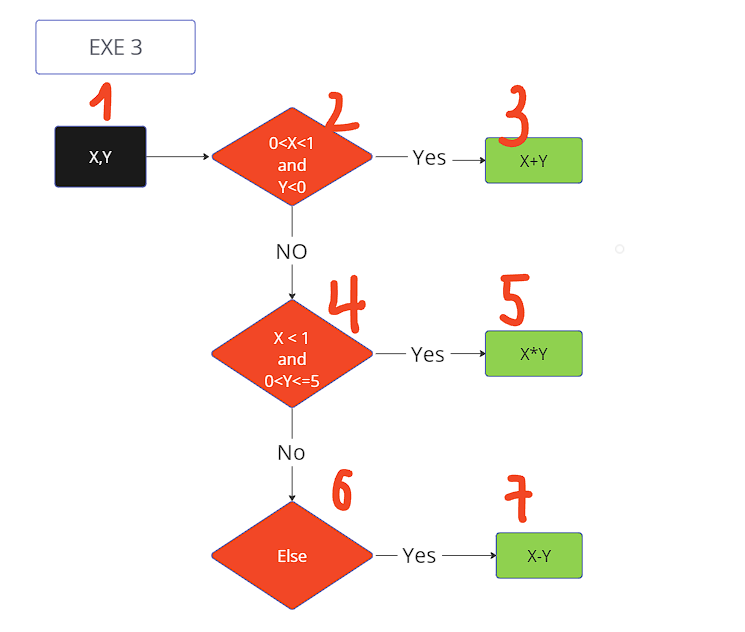 EXE 3
1
2
3
X,Y
0<X<1
and
Y<0
Yes
X+Y
NO
4
5
X < 1
and
0<Y<=5
Yes
X*Y
No
6
7
Else
Yes
X-Y